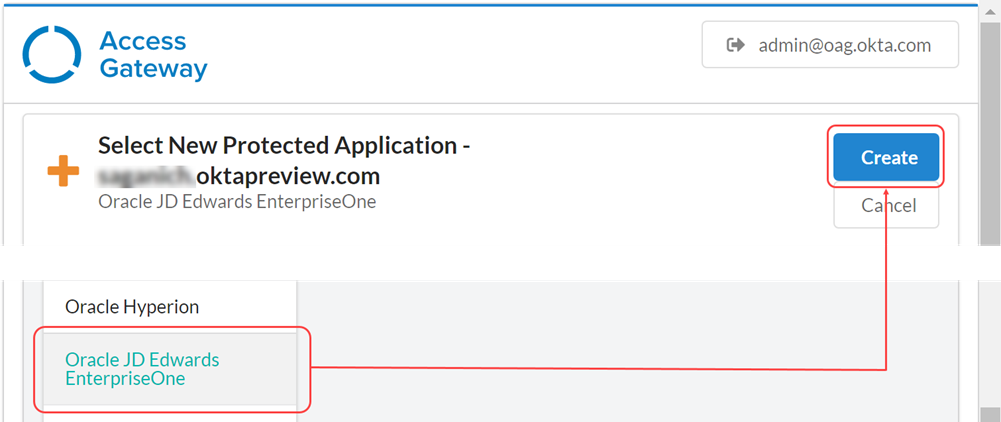 Access
Gateway
admin@oag.okta.com
Select New Protected Application -
.oktapreview.com
Oracle JD Edwards EnterpriseOne
Create
Cancel
Oracle Hyperion
Oracle JD Edwards
EnterpriseOne